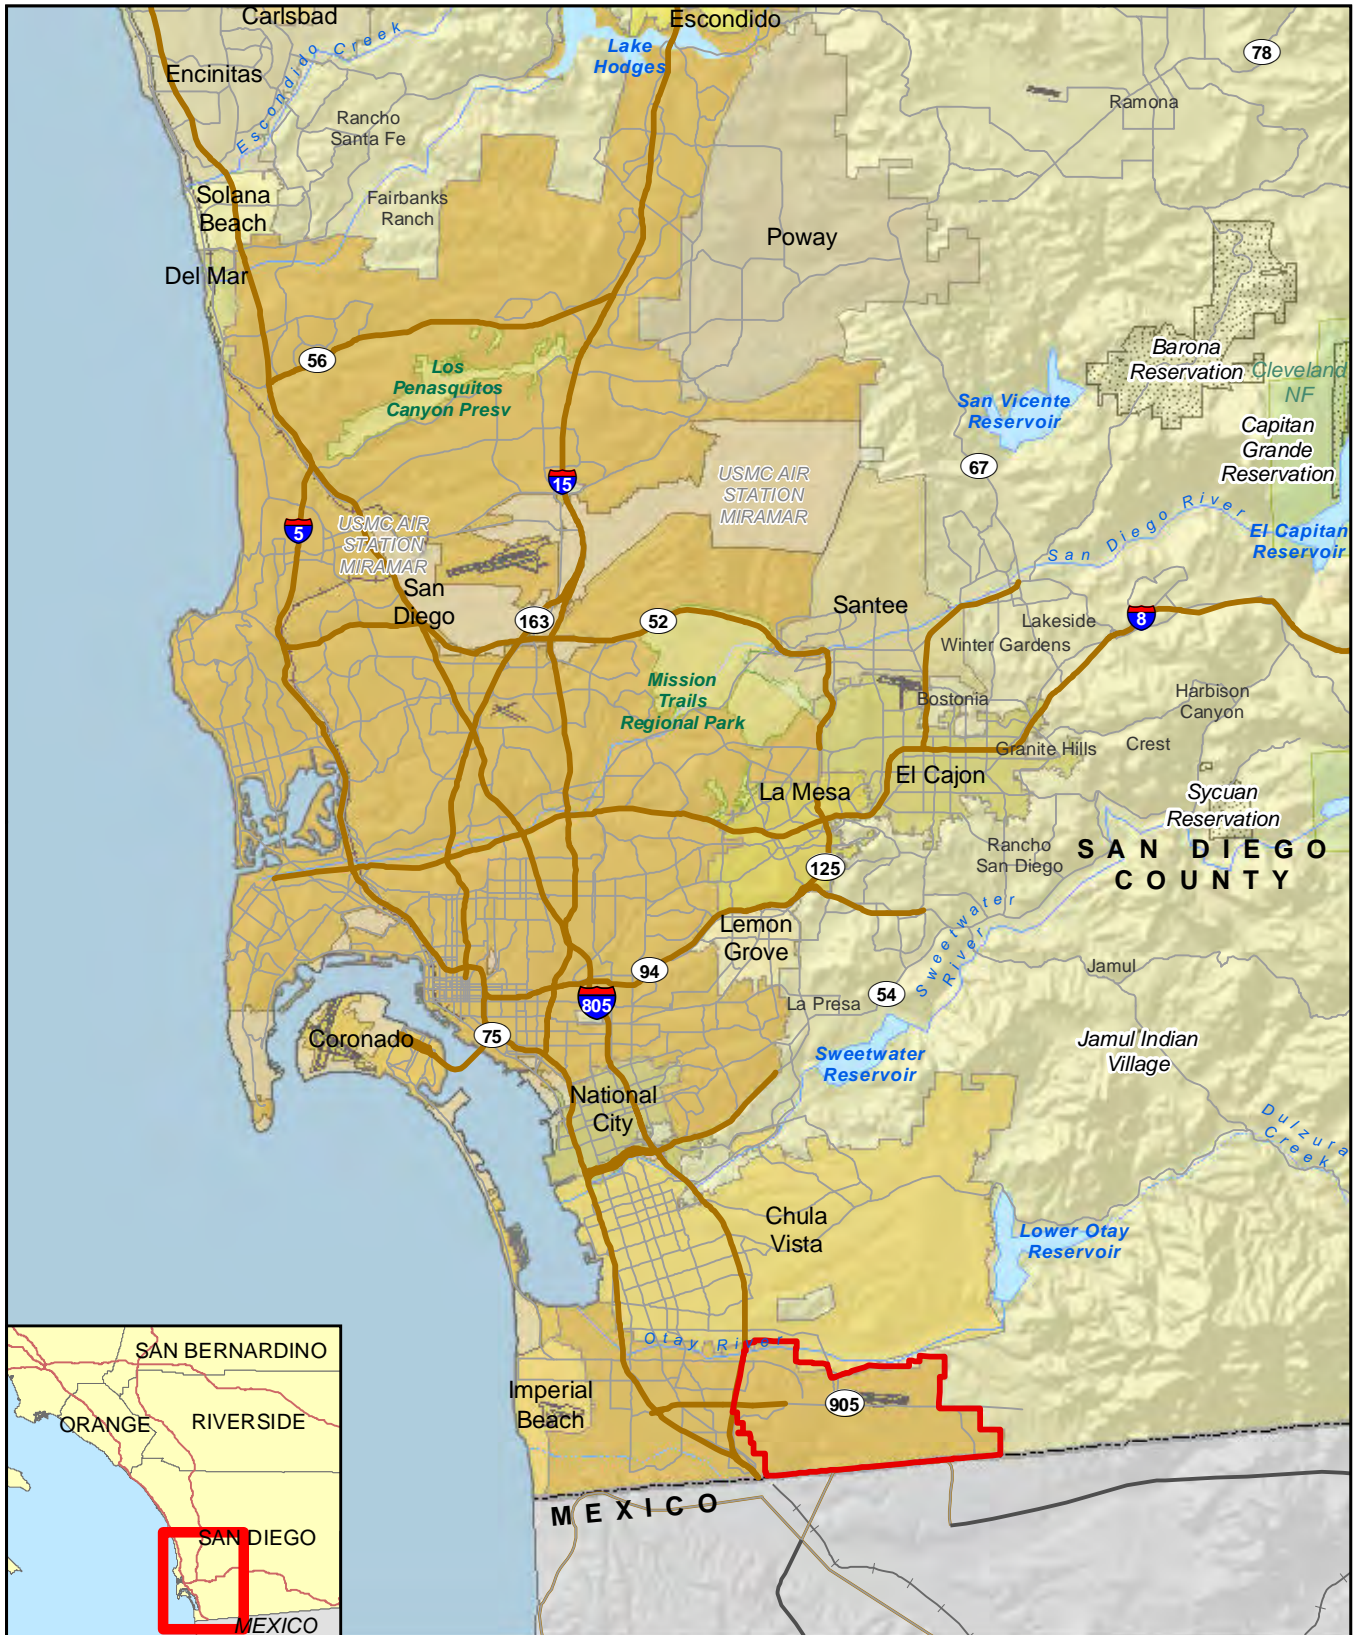 Carlsbad
Escondido
Encinitas
Escondido Creek
Lake
Hodges
78
Ramona
Rancho
Santa Fe
Solana
Beach
Fairbanks
Ranch
Poway
Del Mar
56
Los
Penasquitos
Canyon Presv
Barona
Reservation
Cleveland
NF
San Vicente
Reservoir
Capitan
Grande
Reservation
67
15
USMC AIR
STATION
MIRAMAR
5
USMC AIR
STATION
MIRAMAR
San Diego River
El Capitan
Reservoir
San
Diego
163
52
Santee
Lakeside
8
Winter Gardens
Mission
Trails
Regional Park
Bostonia
Harbison
Canyon
Granite Hills
Crest
El Cajon
La Mesa
Sycuan
Reservation
Rancho
San Diego
SAN DIEGO
COUNTY
125
Lemon
Grove
Sweetwater
River
94
Jamul
54
La Presa
805
75
Coronado
Sweetwater
Reservoir
Jamul Indian
Village
National
City
Dulzura
Creek
Chula
Vista
Lower Otay
Reservoir
Otay River
Imperial
Beach
905
MEXICO
SAN BERNARDINO
ORANGE
RIVERSIDE
SAN DIEGO
MEXICO